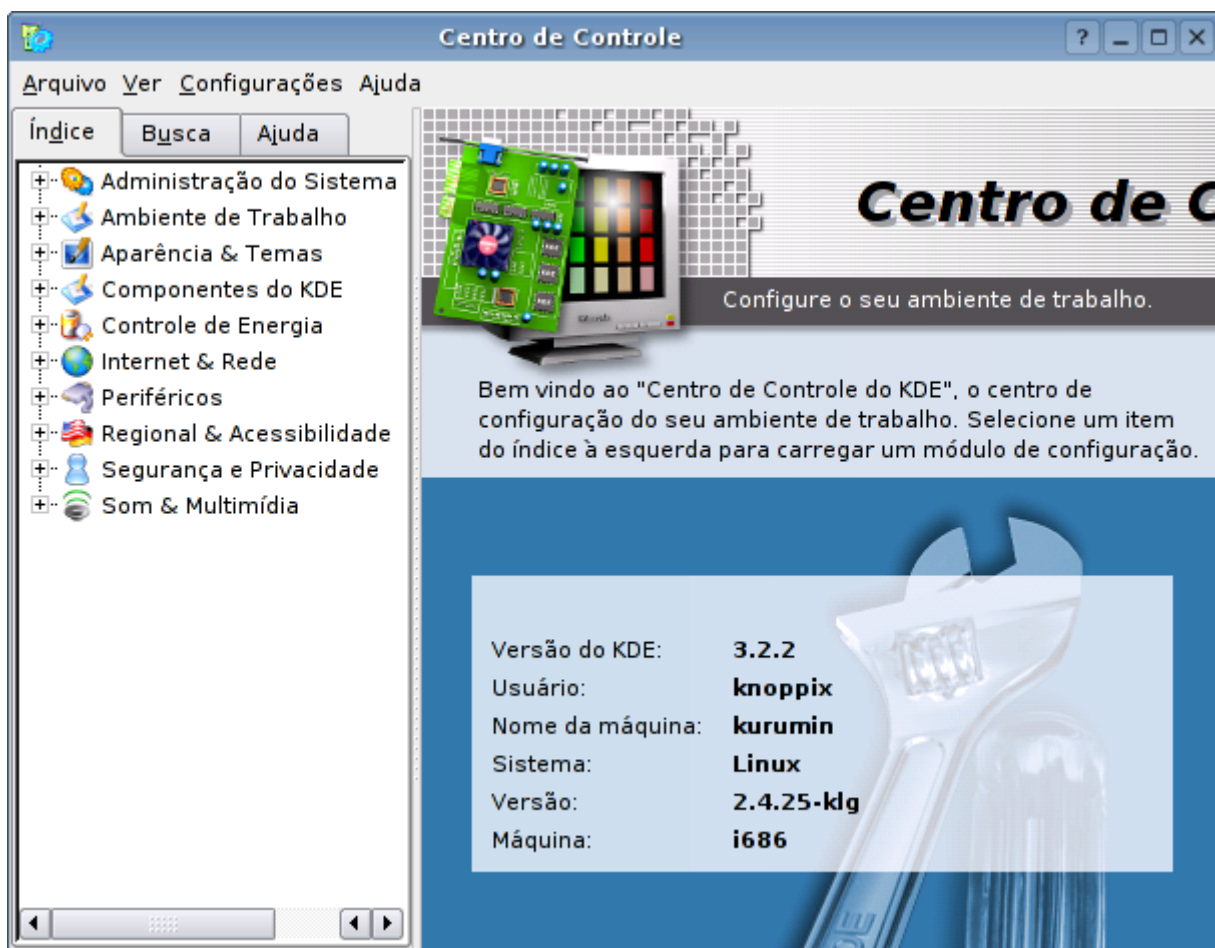 Centro de Controle
Arquivo Ver Configurações Ajuda
Índice Busca Ajuda
Administração do Sistema
Ambiente de Trabalho
Aparência & Temas
Componentes do KDE
Controle de Energia
Internet & Rede
Periféricos
Regional & Acessibilidade
Segurança e Privacidade
Som & Multimídia
Centro de C
Configure o seu ambiente de trabalho.
Bem vindo ao "Centro de Controle do KDE", o centro de
configuração do seu ambiente de trabalho. Selecione um item
do índice à esquerda para carregar um módulo de configuração.
Versão do KDE: 3.2.2
Usuário: knoppix
Nome da máquina: kurumin
Sistema: Linux
Versão: 2.4.25-klg
Máquina: i686
KDE